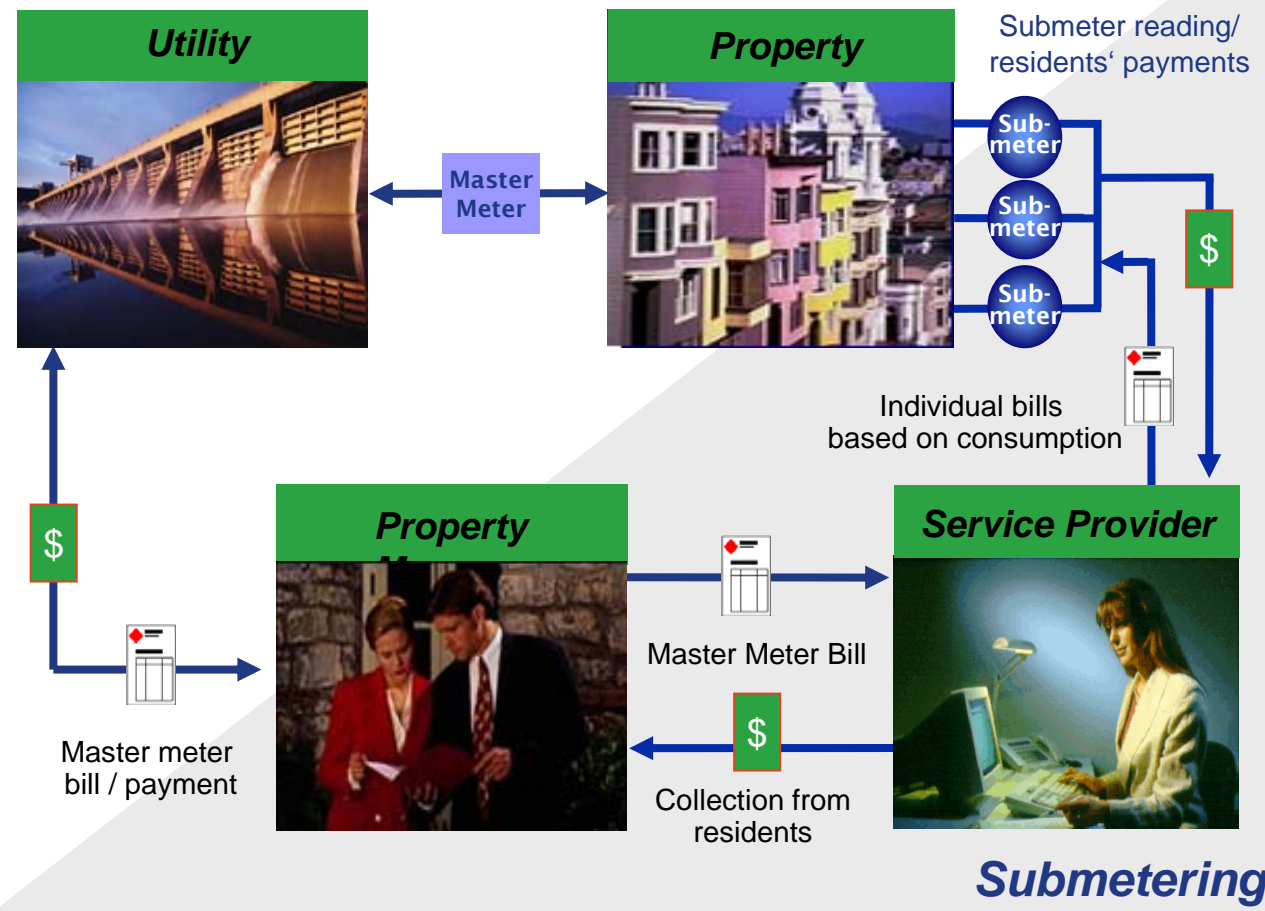 Utility
Property
Submeter reading/
residents‘ payments
Sub-
meter
Master
Meter
Sub-
meter
$
Sub-
meter
Individual bills
based on consumption
$
Property
Service Provider
Master Meter Bill
$
Master meter
bill / payment
Collection from
residents
Submetering